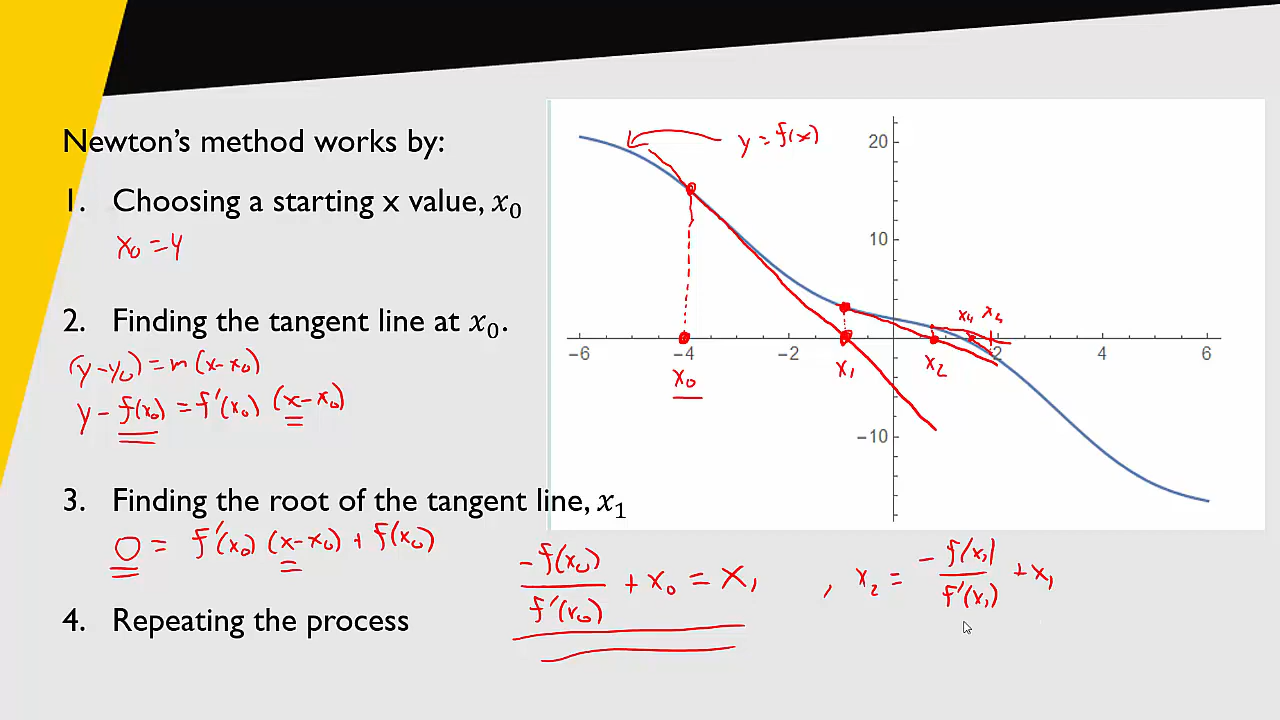 Newton's method works by:
1. Choosing a starting x value, x₀
x₀ = 4
2. Finding the tangent line at x₀.
(y-y₀) = m (x-x₀)
y - f(x₀) = f'(x₀) (x-x₀)
3. Finding the root of the tangent line, x₁
0 = f'(x₀) (x-x₀) + f(x₀)
4. Repeating the process
-f(x₀)/f'(x₀) + x₀ = x₁ , x₂ = -f(x₁)/f'(x₁) + x₁
y = f(x)
20
10
x₄
−6 −4 −2 2 4 6
x₀ x₁ x₂
−10